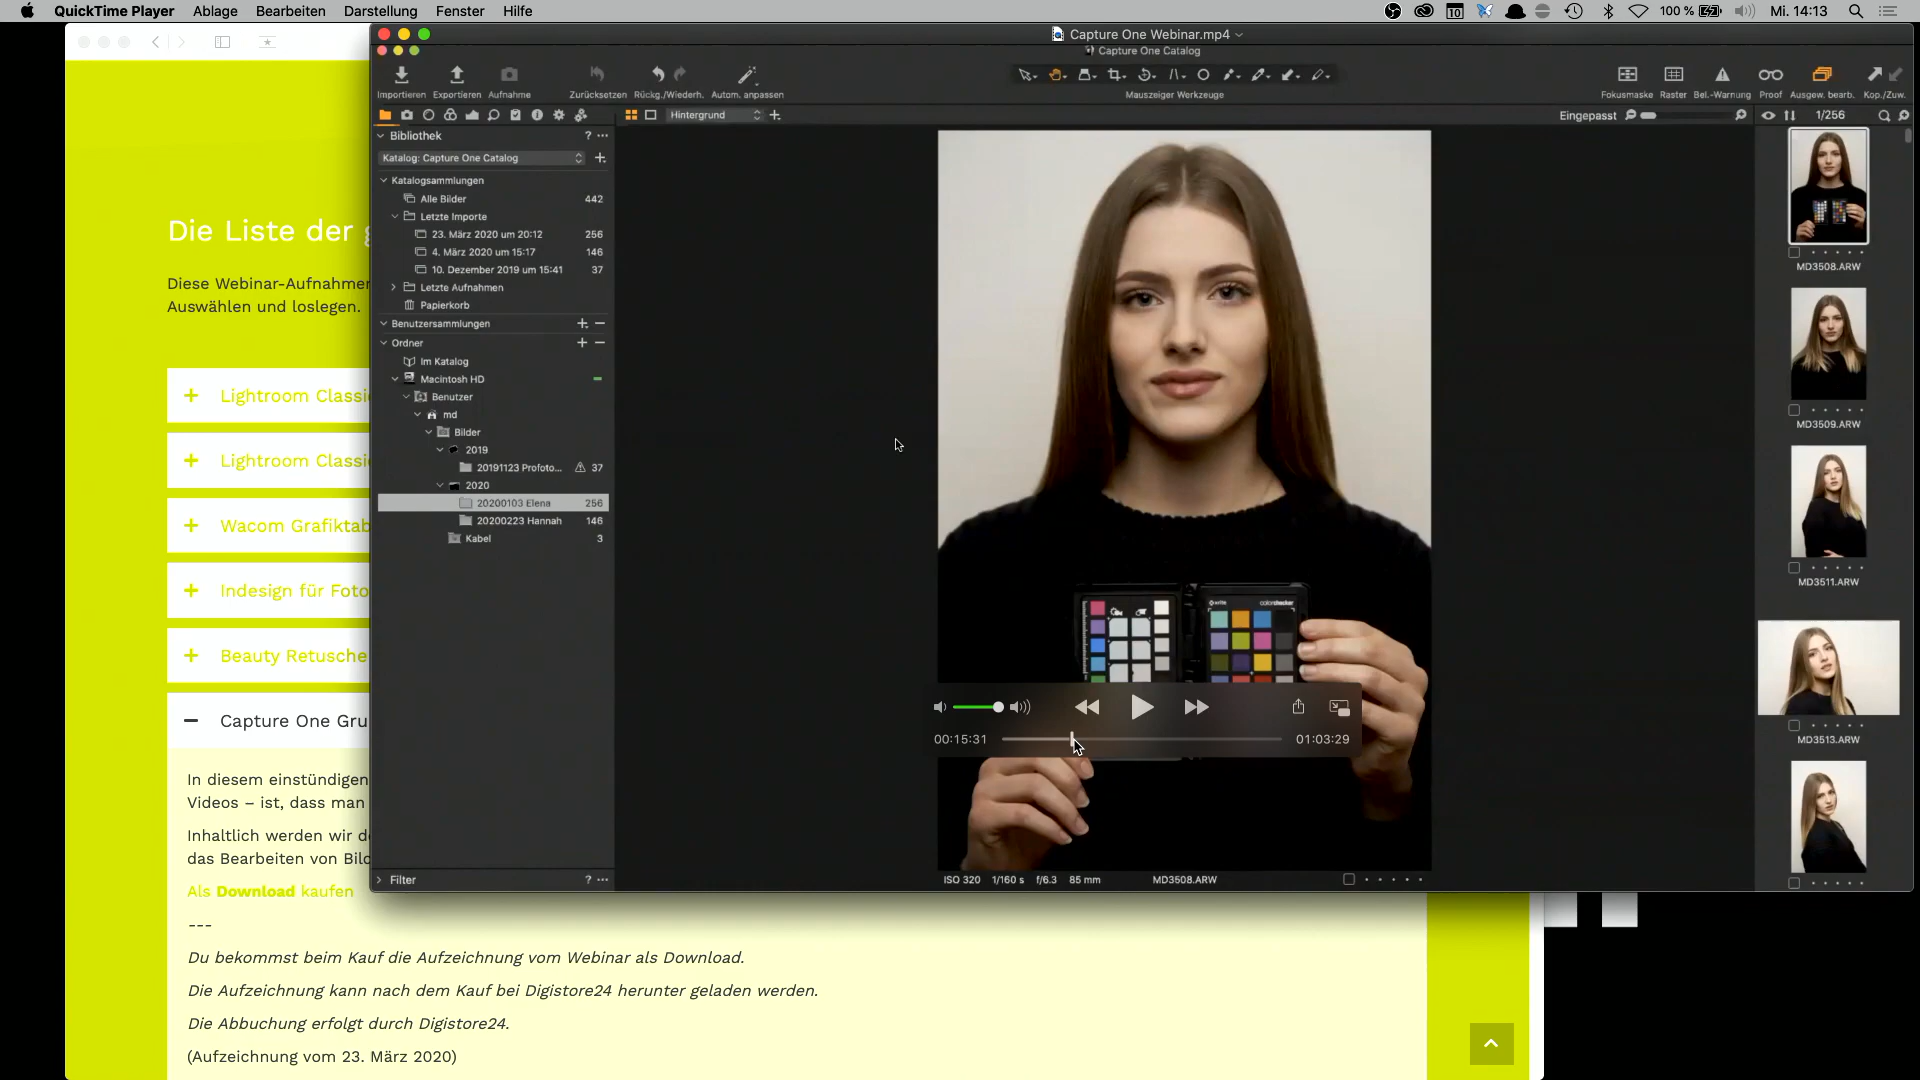 QuickTime Player Ablage Bearbeiten Darstellung Fenster Hilfe
10 100 % Mi. 14:13
Capture One Webinar.mp4
Capture One Catalog
Importieren Exportieren Aufnahme Zurücksetzen Rückg./Wiederh. Autom. anpassen Mauszeiger Werkzeuge Fokusmaske Raster Bel.-Warnung Proof Ausgew. bearb. Kop./Zuw.
Hintergrund Eingepasst 1/256
Bibliothek ? ...
Katalog: Capture One Catalog
Katalogsammlungen
Alle Bilder 442
Letzte Importe
23. März 2020 um 20:12 256
4. März 2020 um 15:17 146
10. Dezember 2019 um 15:41 37
Letzte Aufnahmen
Papierkorb
Benutzersammlungen
Ordner
Im Katalog
Macintosh HD
Benutzer
md
Bilder
2019
20191123 Profoto... 37
2020
20200103 Elena 256
20200223 Hannah 146
Kabel 3
Filter ? ...
colorchecker
00:15:31 01:03:29
ISO 320 1/160 s f/6.3 85 mm MD3508.ARW
MD3508.ARW
MD3509.ARW
MD3511.ARW
MD3513.ARW
Die Liste der
Diese Webinar-Aufnahmen
Auswählen und loslegen.
+ Lightroom Classi
+ Lightroom Classi
+ Wacom Grafiktab
+ Indesign für Foto
+ Beauty Retusche
− Capture One Gru
In diesem einstündigen
Videos – ist, dass man
Inhaltlich werden wir d
das Bearbeiten von Bild
Als Download kaufen
---
Du bekommst beim Kauf die Aufzeichnung vom Webinar als Download.
Die Aufzeichnung kann nach dem Kauf bei Digistore24 herunter geladen werden.
Die Abbuchung erfolgt durch Digistore24.
(Aufzeichnung vom 23. März 2020)